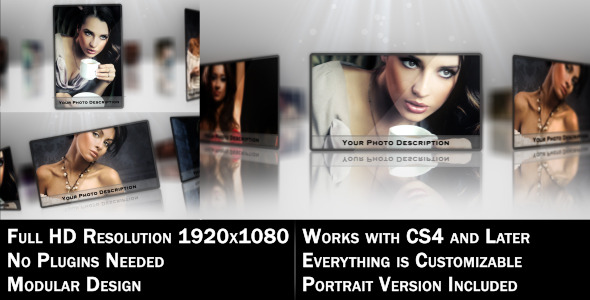 Your Photo Description
Your Photo Description
Your Photo Description
Full HD Resolution 1920x1080
No Plugins Needed
Modular Design
Works with CS4 and Later
Everything is Customizable
Portrait Version Included